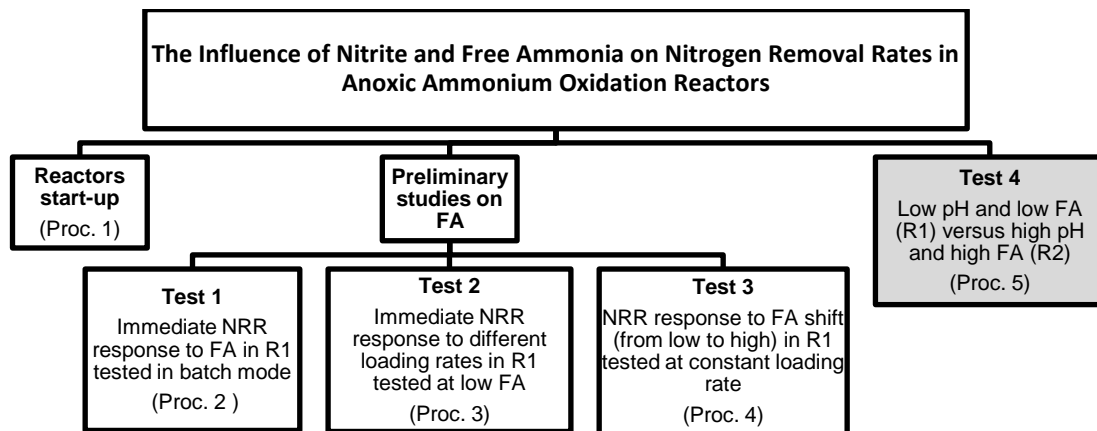 The Influence of Nitrite and Free Ammonia on Nitrogen Removal Rates in
Anoxic Ammonium Oxidation Reactors
Reactors
start-up
(Proc. 1)
Preliminary
studies on
FA
Test 4
Low pH and low FA
(R1) versus high pH
and high FA (R2)
(Proc. 5)
Test 1
Immediate NRR
response to FA in R1
tested in batch mode
(Proc. 2 )
Test 2
Immediate NRR
response to different
loading rates in R1
tested at low FA
(Proc. 3)
Test 3
NRR response to FA shift
(from low to high) in R1
tested at constant loading
rate
(Proc. 4)